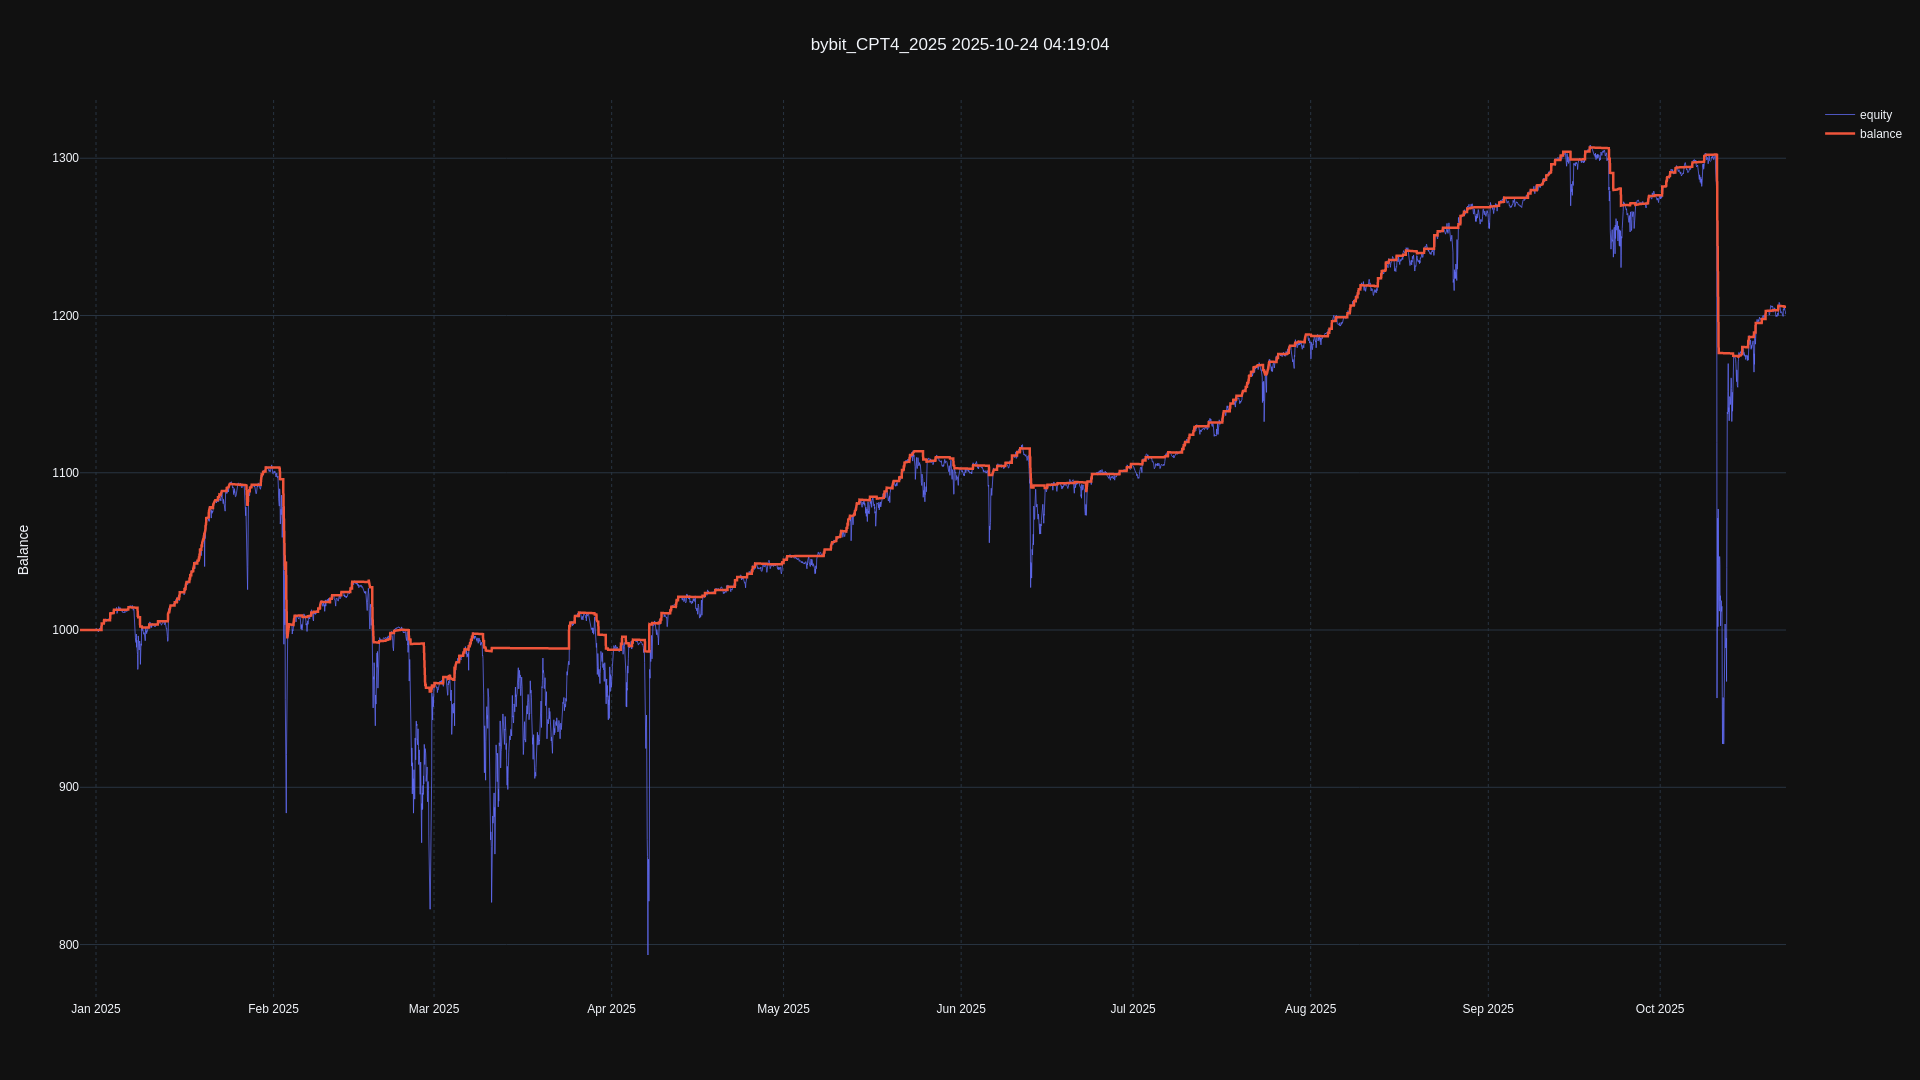 bybit_CPT4_2025 2025-10-24 04:19:04
equity
balance
1300
1200
1100
1000
900
800
Balance
Jan 2025
Feb 2025
Mar 2025
Apr 2025
May 2025
Jun 2025
Jul 2025
Aug 2025
Sep 2025
Oct 2025